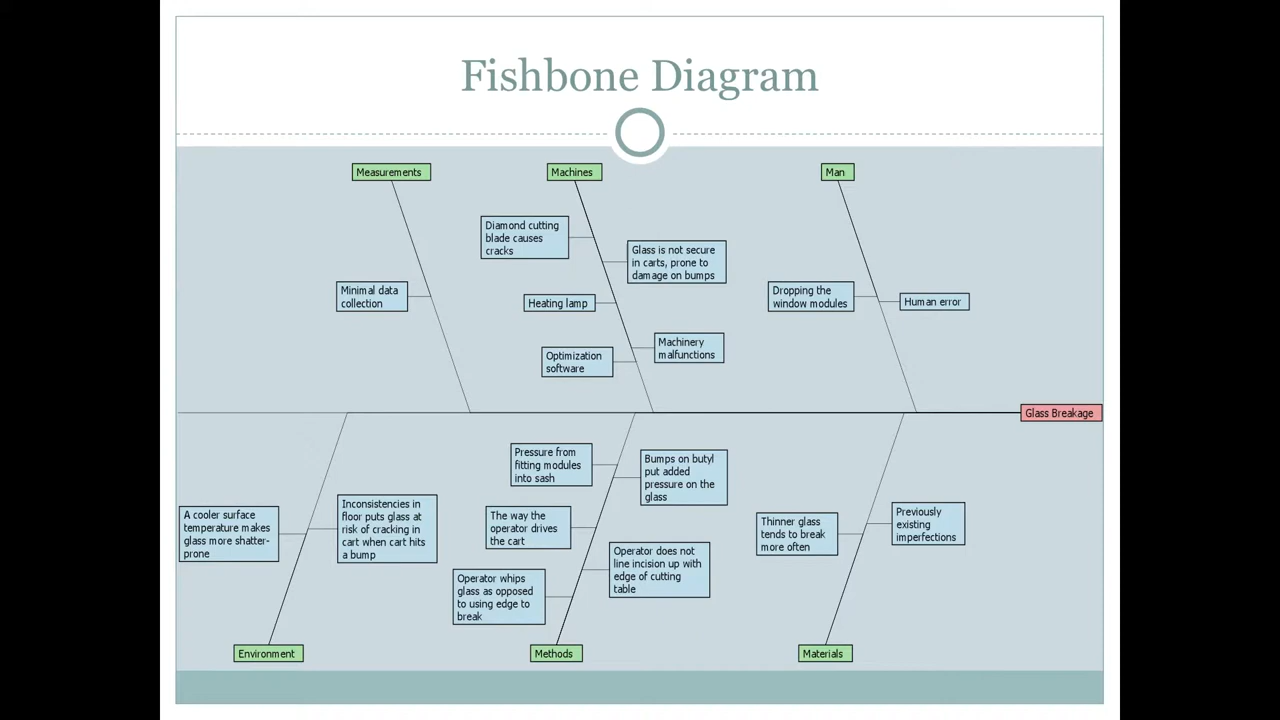 Fishbone Diagram
Measurements
Machines
Man
Diamond cutting
blade causes
cracks
Glass is not secure
in carts, prone to
damage on bumps
Minimal data
collection
Heating lamp
Dropping the
window modules
Human error
Optimization
software
Machinery
malfunctions
Glass Breakage
Pressure from
fitting modules
into sash
Bumps on butyl
put added
pressure on the
glass
A cooler surface
temperature makes
glass more shatter-
prone
Inconsistencies in
floor puts glass at
risk of cracking in
cart when cart hits
a bump
The way the
operator drives
the cart
Thinner glass
tends to break
more often
Previously
existing
imperfections
Operator does not
line incision up with
edge of cutting
table
Operator whips
glass as opposed
to using edge to
break
Environment
Methods
Materials